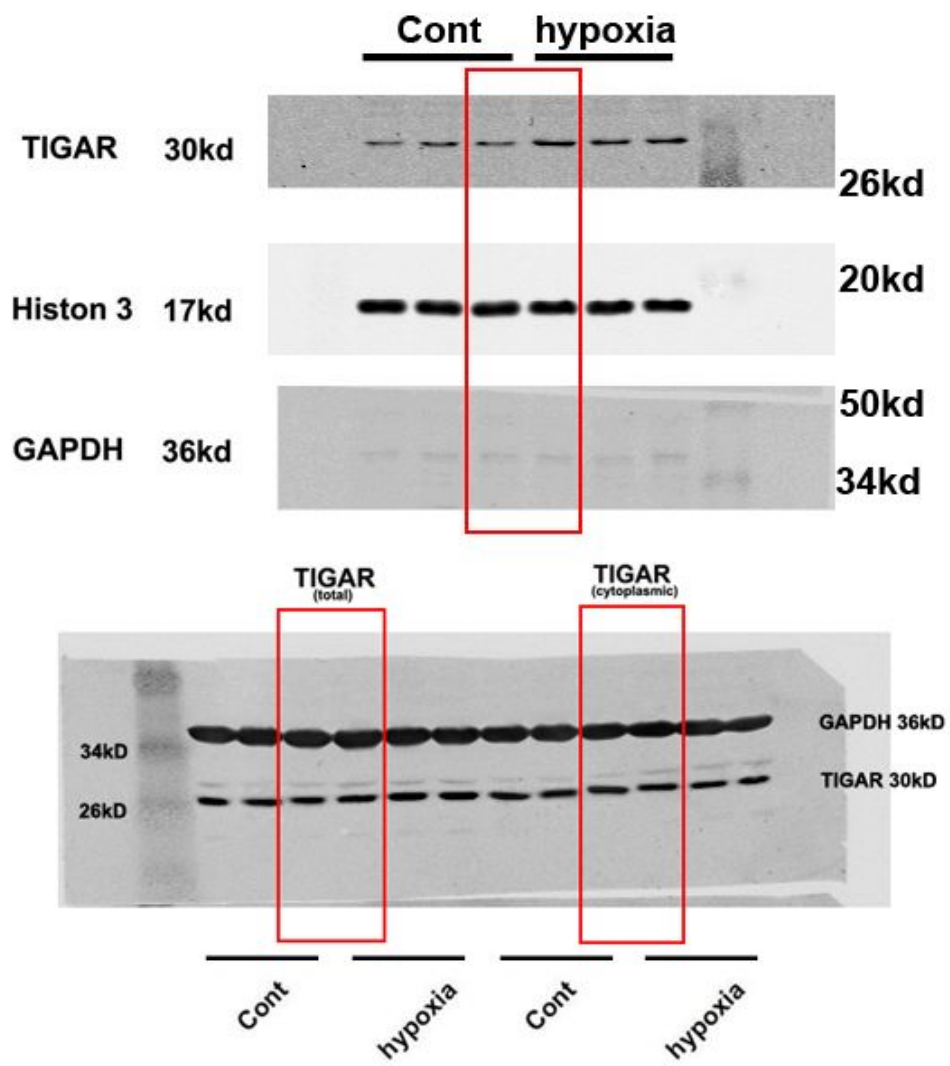 Cont hypoxia
TIGAR 30kd
26kd
20kd
Histon 3 17kd
50kd
GAPDH 36kd
34kd
TIGAR TIGAR
(total) (cytoplasmic)
GAPDH 36kD
34kD
TIGAR 30kD
26kD
Cont hypoxia Cont hypoxia